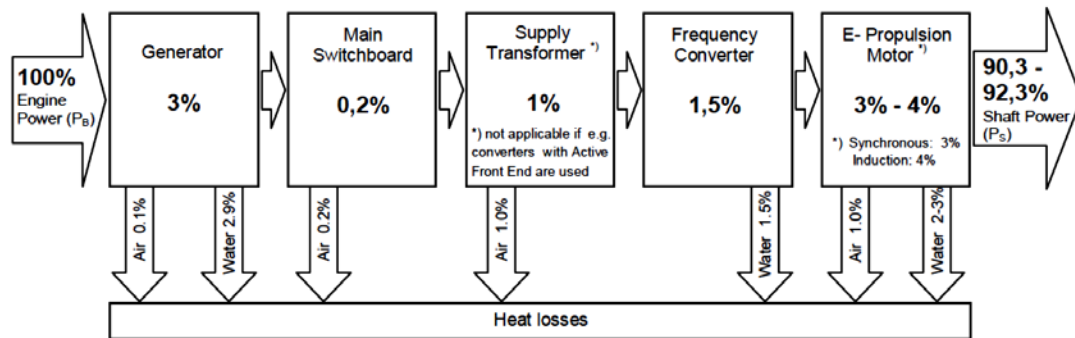 100%
Engine
Power (PB)
Generator
3%
Main
Switchboard
0,2%
Supply
Transformer *)
1%
*) not applicable if e.g.
converters with Active
Front End are used
Frequency
Converter
1,5%
E- Propulsion
Motor *)
3% - 4%
*) Synchronous: 3%
Induction: 4%
90,3 -
92,3%
Shaft Power
(PS)
Air 0.1%
Water 2.9%
Air 0.2%
Air 1.0%
Water 1.5%
Air 1.0%
Water 2-3%
Heat losses